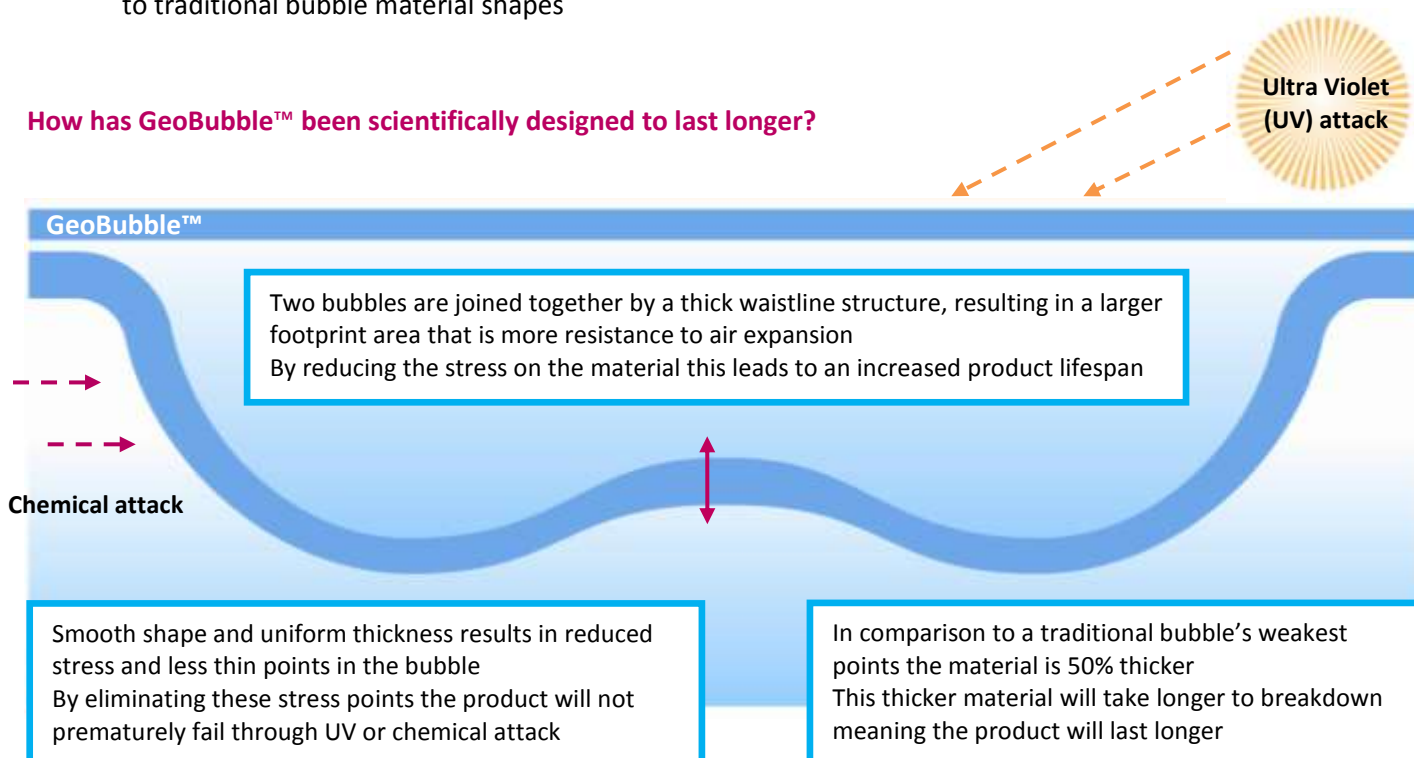 to traditional bubble material shapes
How has GeoBubble™ been scientifically designed to last longer?
Ultra Violet
(UV) attack
GeoBubble™
Two bubbles are joined together by a thick waistline structure, resulting in a larger
footprint area that is more resistance to air expansion
By reducing the stress on the material this leads to an increased product lifespan
Chemical attack
Smooth shape and uniform thickness results in reduced
stress and less thin points in the bubble
By eliminating these stress points the product will not
prematurely fail through UV or chemical attack
In comparison to a traditional bubble’s weakest
points the material is 50% thicker
This thicker material will take longer to breakdown
meaning the product will last longer